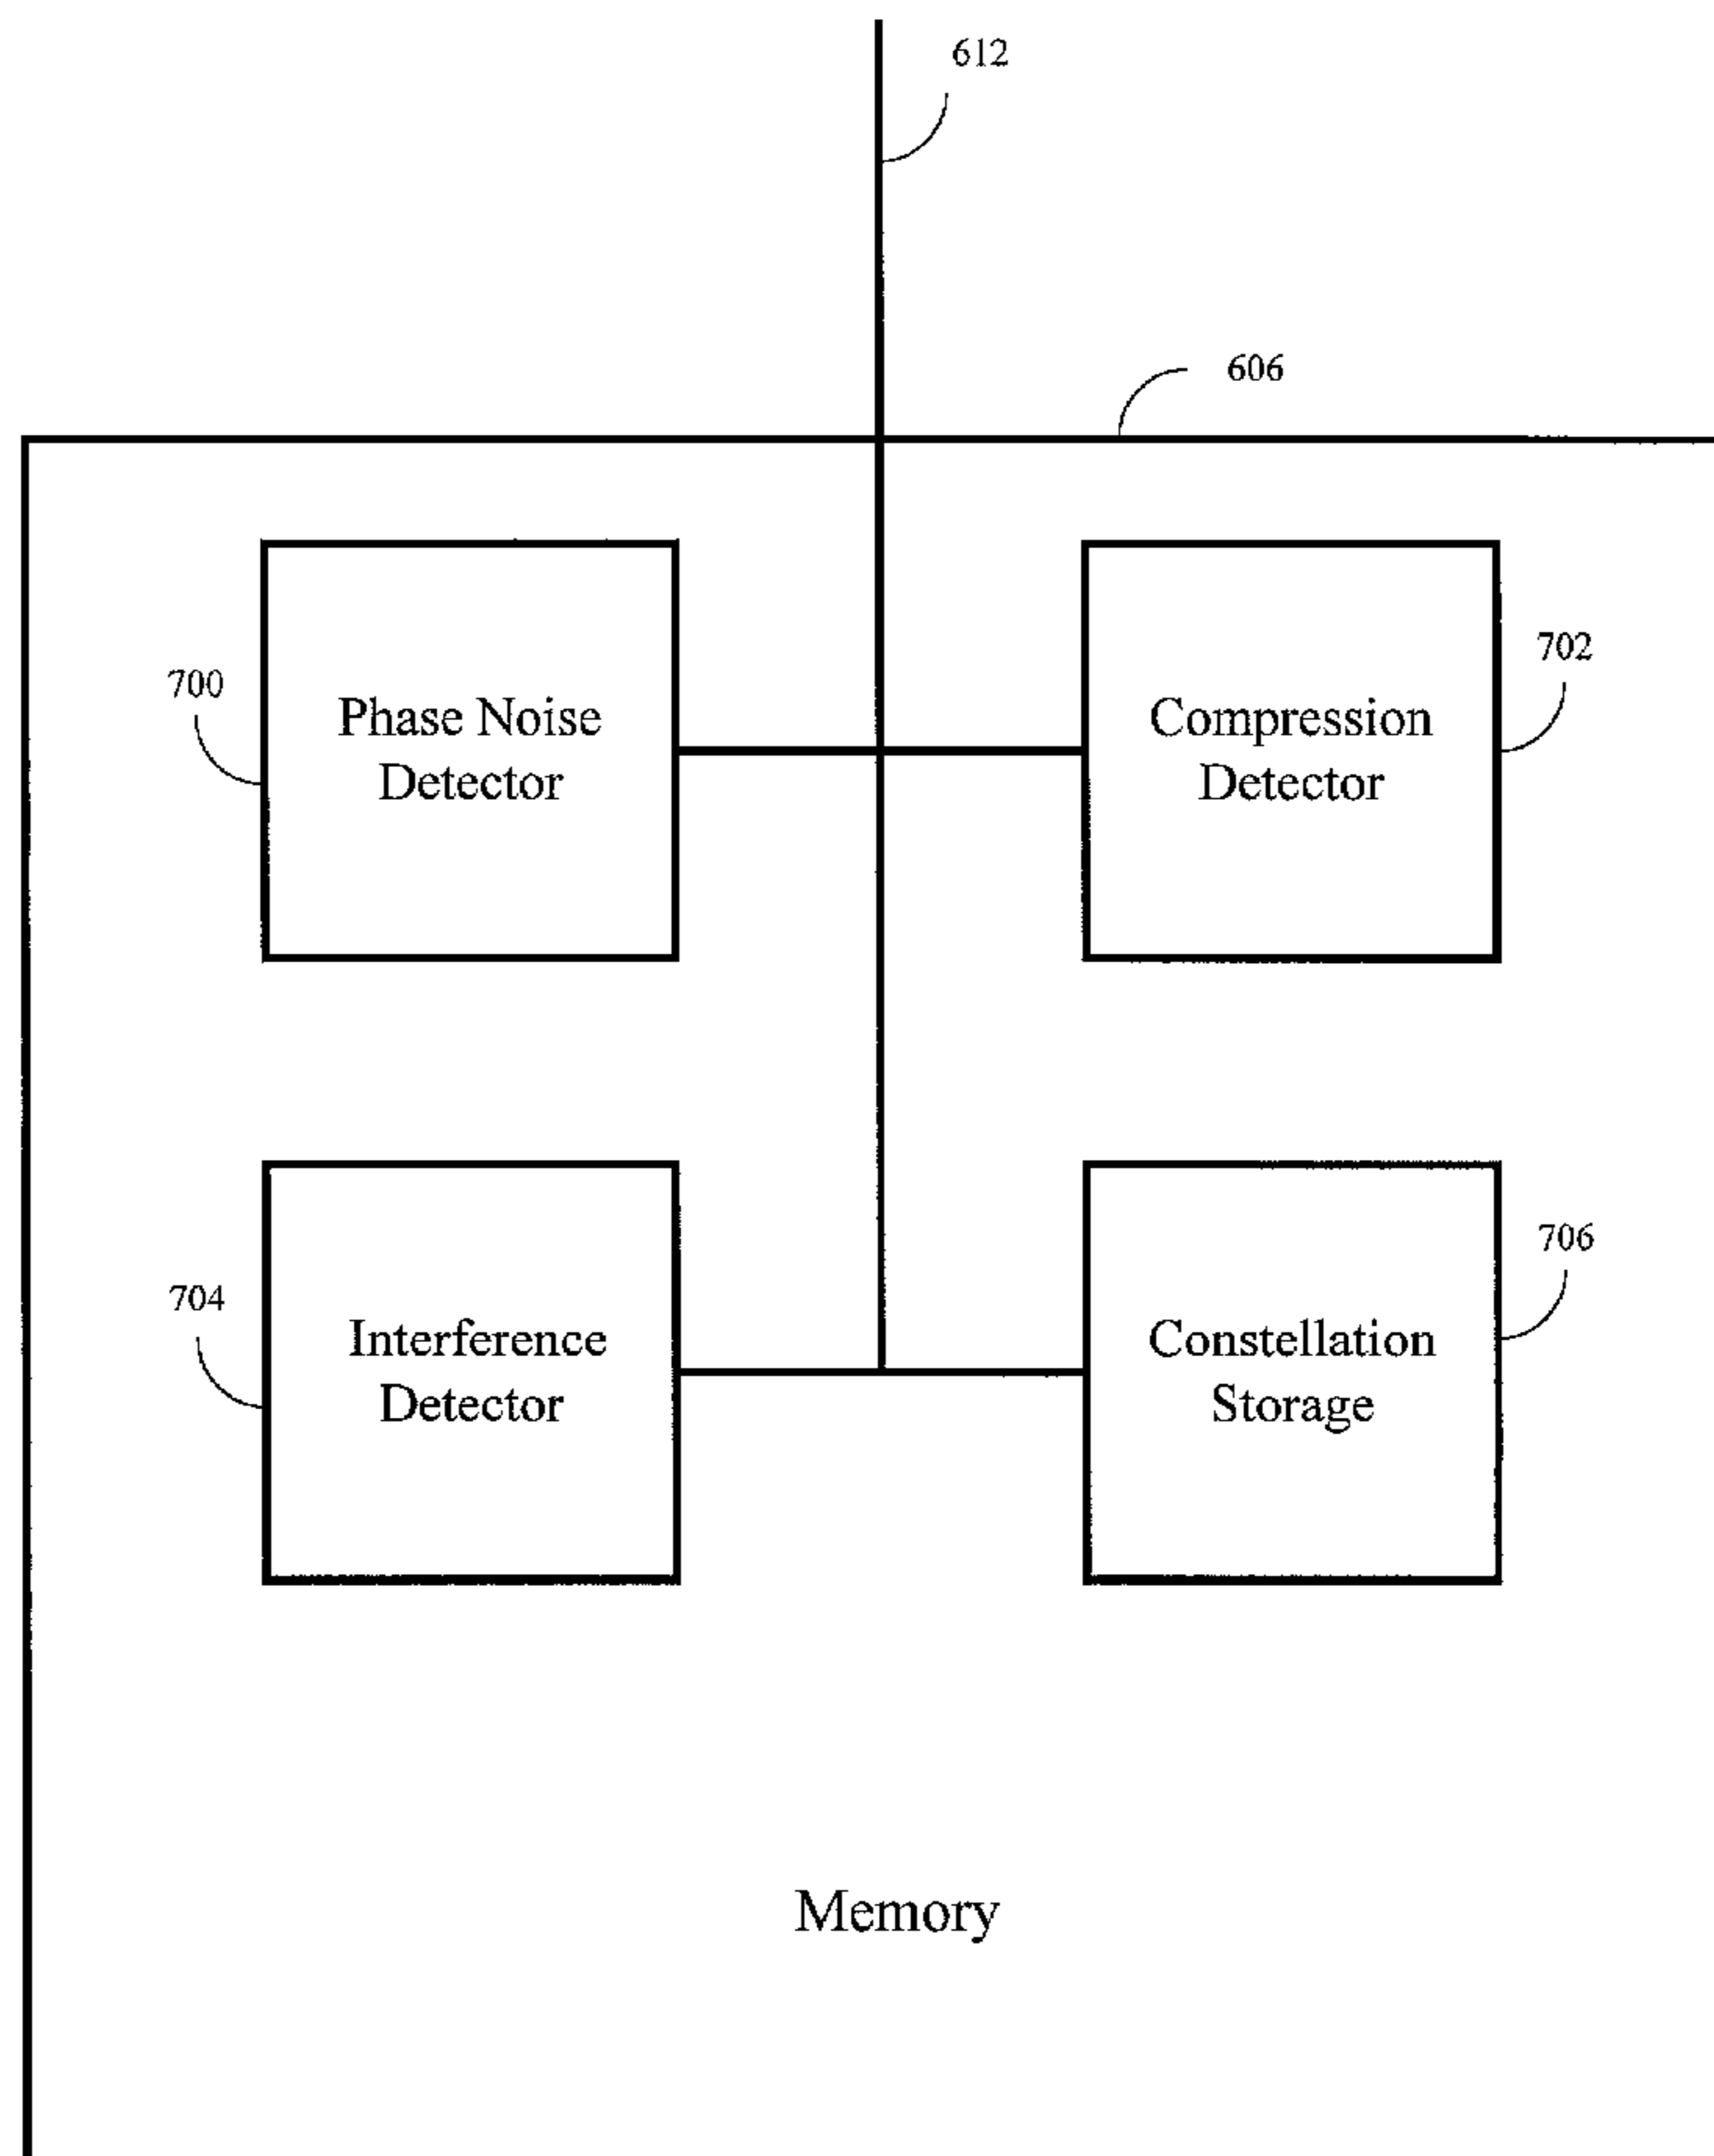 612
606
700
Phase Noise
Detector
702
Compression
Detector
704
Interference
Detector
706
Constellation
Storage
Memory